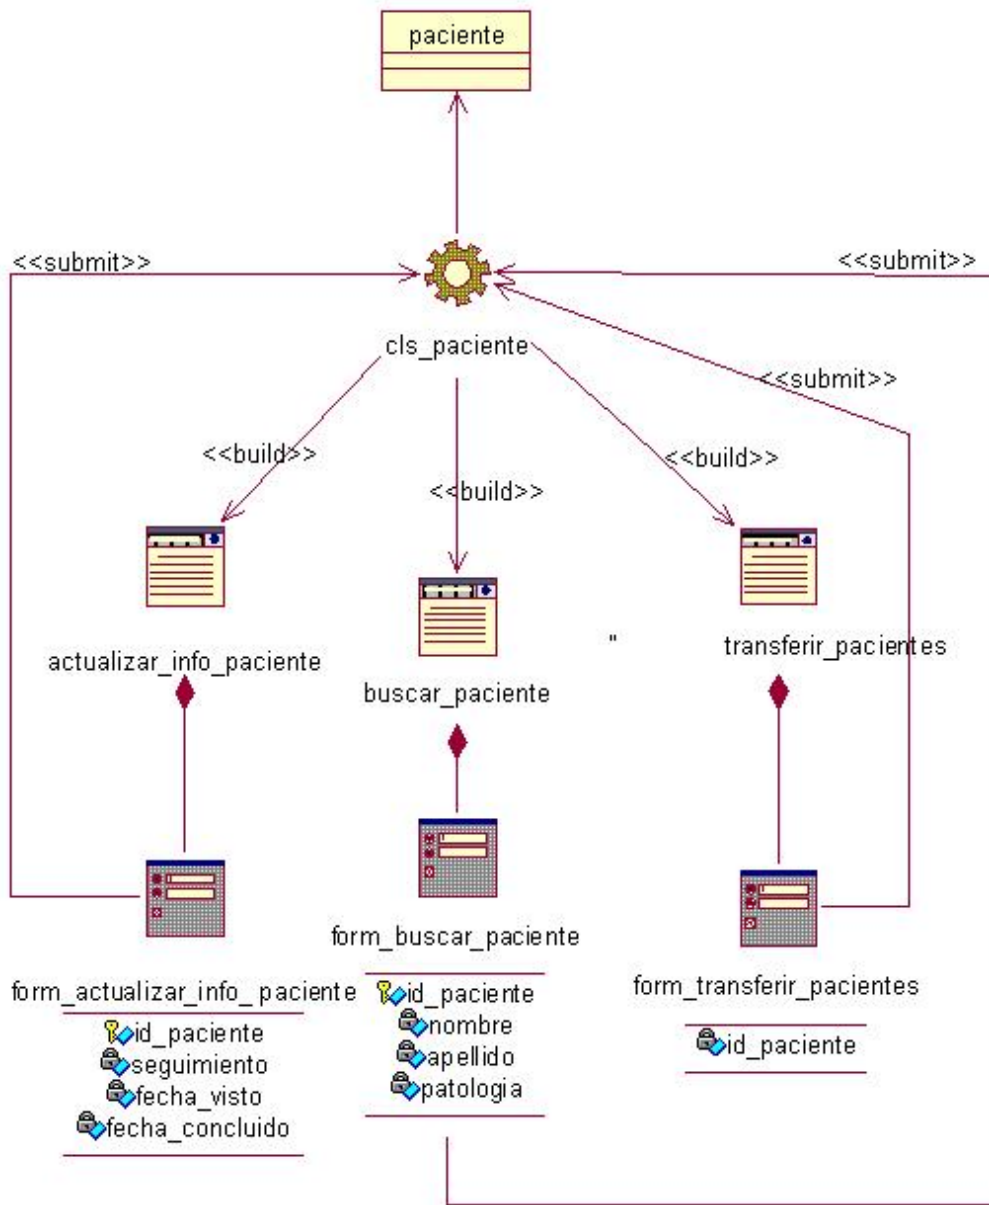 paciente
<<submit>>
<<submit>>
cls_paciente
<<submit>>
<<build>>
<<build>>
<<build>>
actualizar_info_paciente
buscar_paciente
"
transferir_pacientes
form_actualizar_info_ paciente
id_paciente
seguimiento
fecha_visto
fecha_concluido
form_buscar_paciente
id_paciente
nombre
apellido
patologia
form_transferir_pacientes
id_paciente